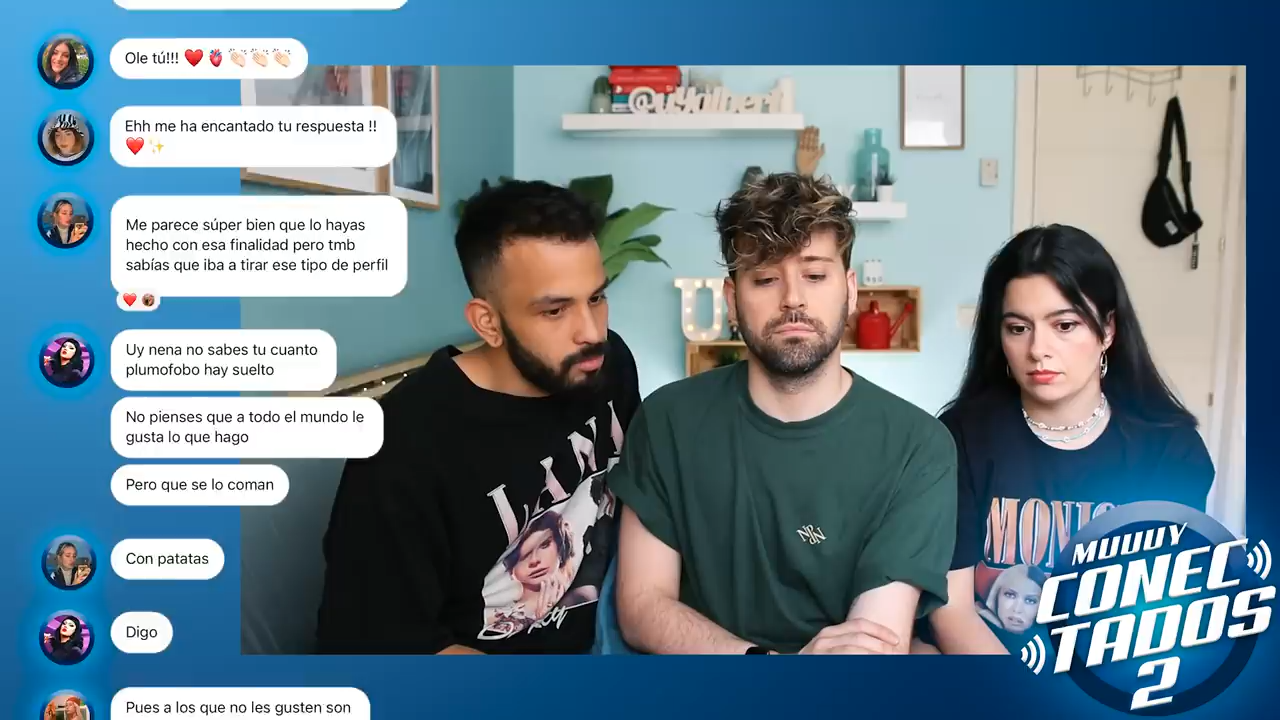 Ole tú!!! ❤️🫀👏🏻👏🏻👏🏻
Ehh me ha encantado tu respuesta !!
❤️✨
Me parece súper bien que lo hayas
hecho con esa finalidad pero tmb
sabías que iba a tirar ese tipo de perfil
Uy nena no sabes tu cuanto
plumofobo hay suelto
No pienses que a todo el mundo le
gusta lo que hago
Pero que se lo coman
Con patatas
Digo
Pues a los que no les gusten son
@uyalbert
U
LANA
NPN
MUUUY
CONEC
TADOS
2